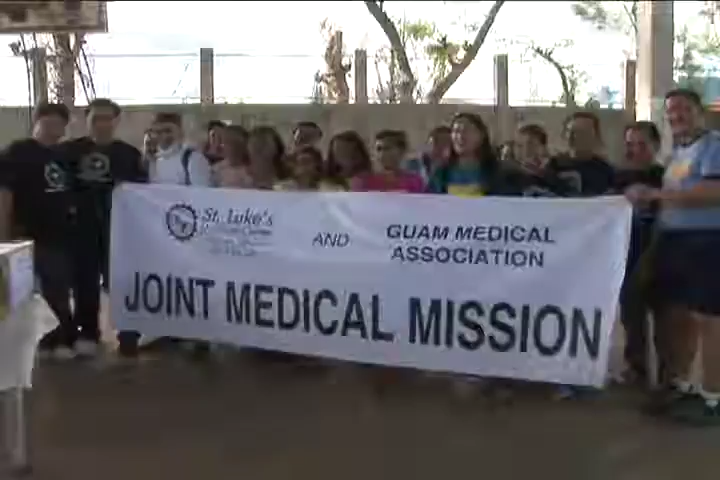 St. Luke's
AND
GUAM MEDICAL
ASSOCIATION
JOINT MEDICAL MISSION